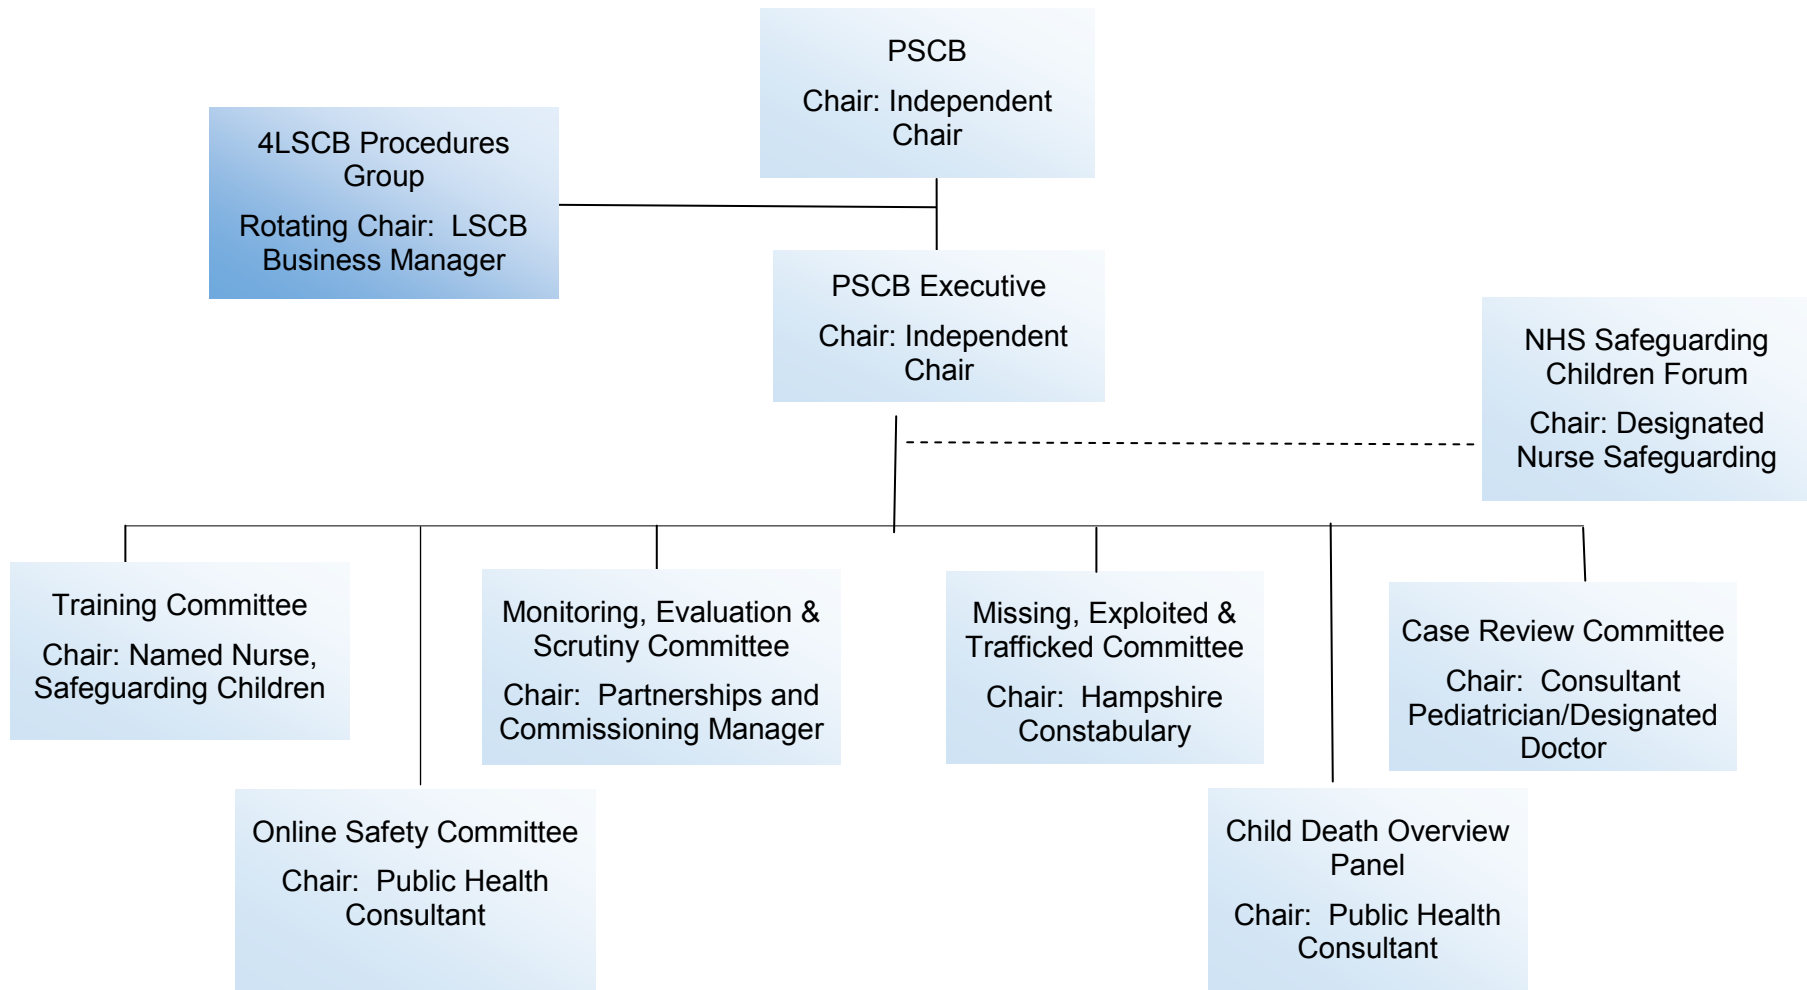 PSCB
Chair: Independent
Chair
4LSCB Procedures
Group
Rotating Chair:  LSCB
Business Manager
PSCB Executive
Chair: Independent
Chair
NHS Safeguarding
Children Forum
Chair: Designated
Nurse Safeguarding
Training Committee
Chair: Named Nurse,
Safeguarding Children
Monitoring, Evaluation &
Scrutiny Committee
Chair:  Partnerships and
Commissioning Manager
Missing, Exploited &
Trafficked Committee
Chair:  Hampshire
Constabulary
Case Review Committee
Chair:  Consultant
Pediatrician/Designated
Doctor
Online Safety Committee
Chair:  Public Health
Consultant
Child Death Overview
Panel
Chair:  Public Health
Consultant